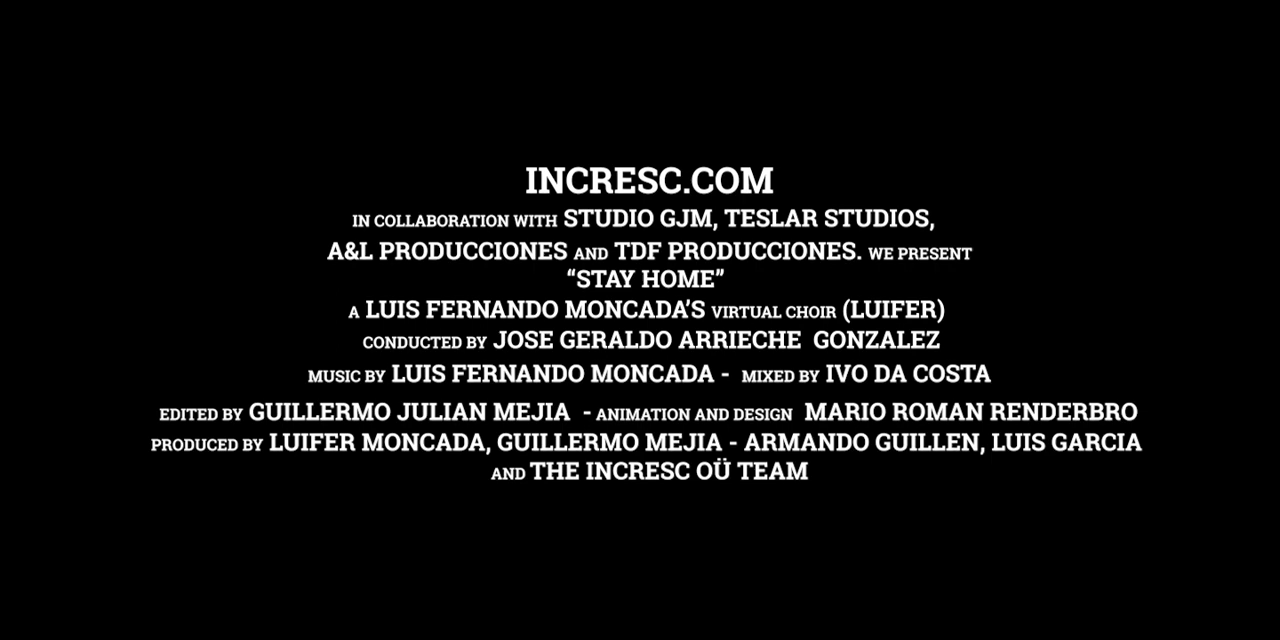 INCRESC.COM
IN COLLABORATION WITH STUDIO GJM, TESLAR STUDIOS,
A&L PRODUCCIONES AND TDF PRODUCCIONES. WE PRESENT
“STAY HOME”
A LUIS FERNANDO MONCADA’S VIRTUAL CHOIR (LUIFER)
CONDUCTED BY JOSE GERALDO ARRIECHE GONZALEZ
MUSIC BY LUIS FERNANDO MONCADA - MIXED BY IVO DA COSTA
EDITED BY GUILLERMO JULIAN MEJIA - ANIMATION AND DESIGN MARIO ROMAN RENDERBRO
PRODUCED BY LUIFER MONCADA, GUILLERMO MEJIA - ARMANDO GUILLEN, LUIS GARCIA
AND THE INCRESC OÜ TEAM